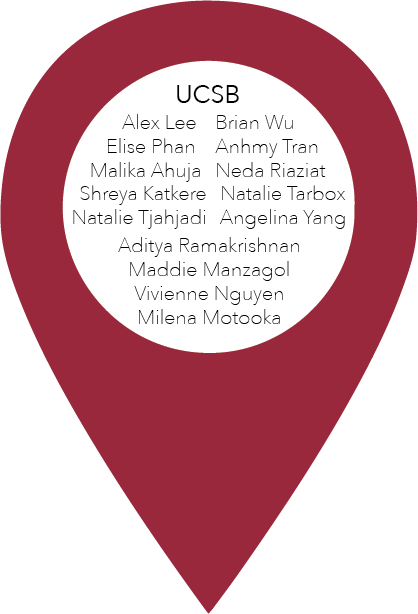 UCSB
Alex Lee Brian Wu
Elise Phan Anhmy Tran
Malika Ahuja Neda Riaziat
Shreya Katkere Natalie Tarbox
Natalie Tjahjadi Angelina Yang
Aditya Ramakrishnan
Maddie Manzagol
Vivienne Nguyen
Milena Motooka